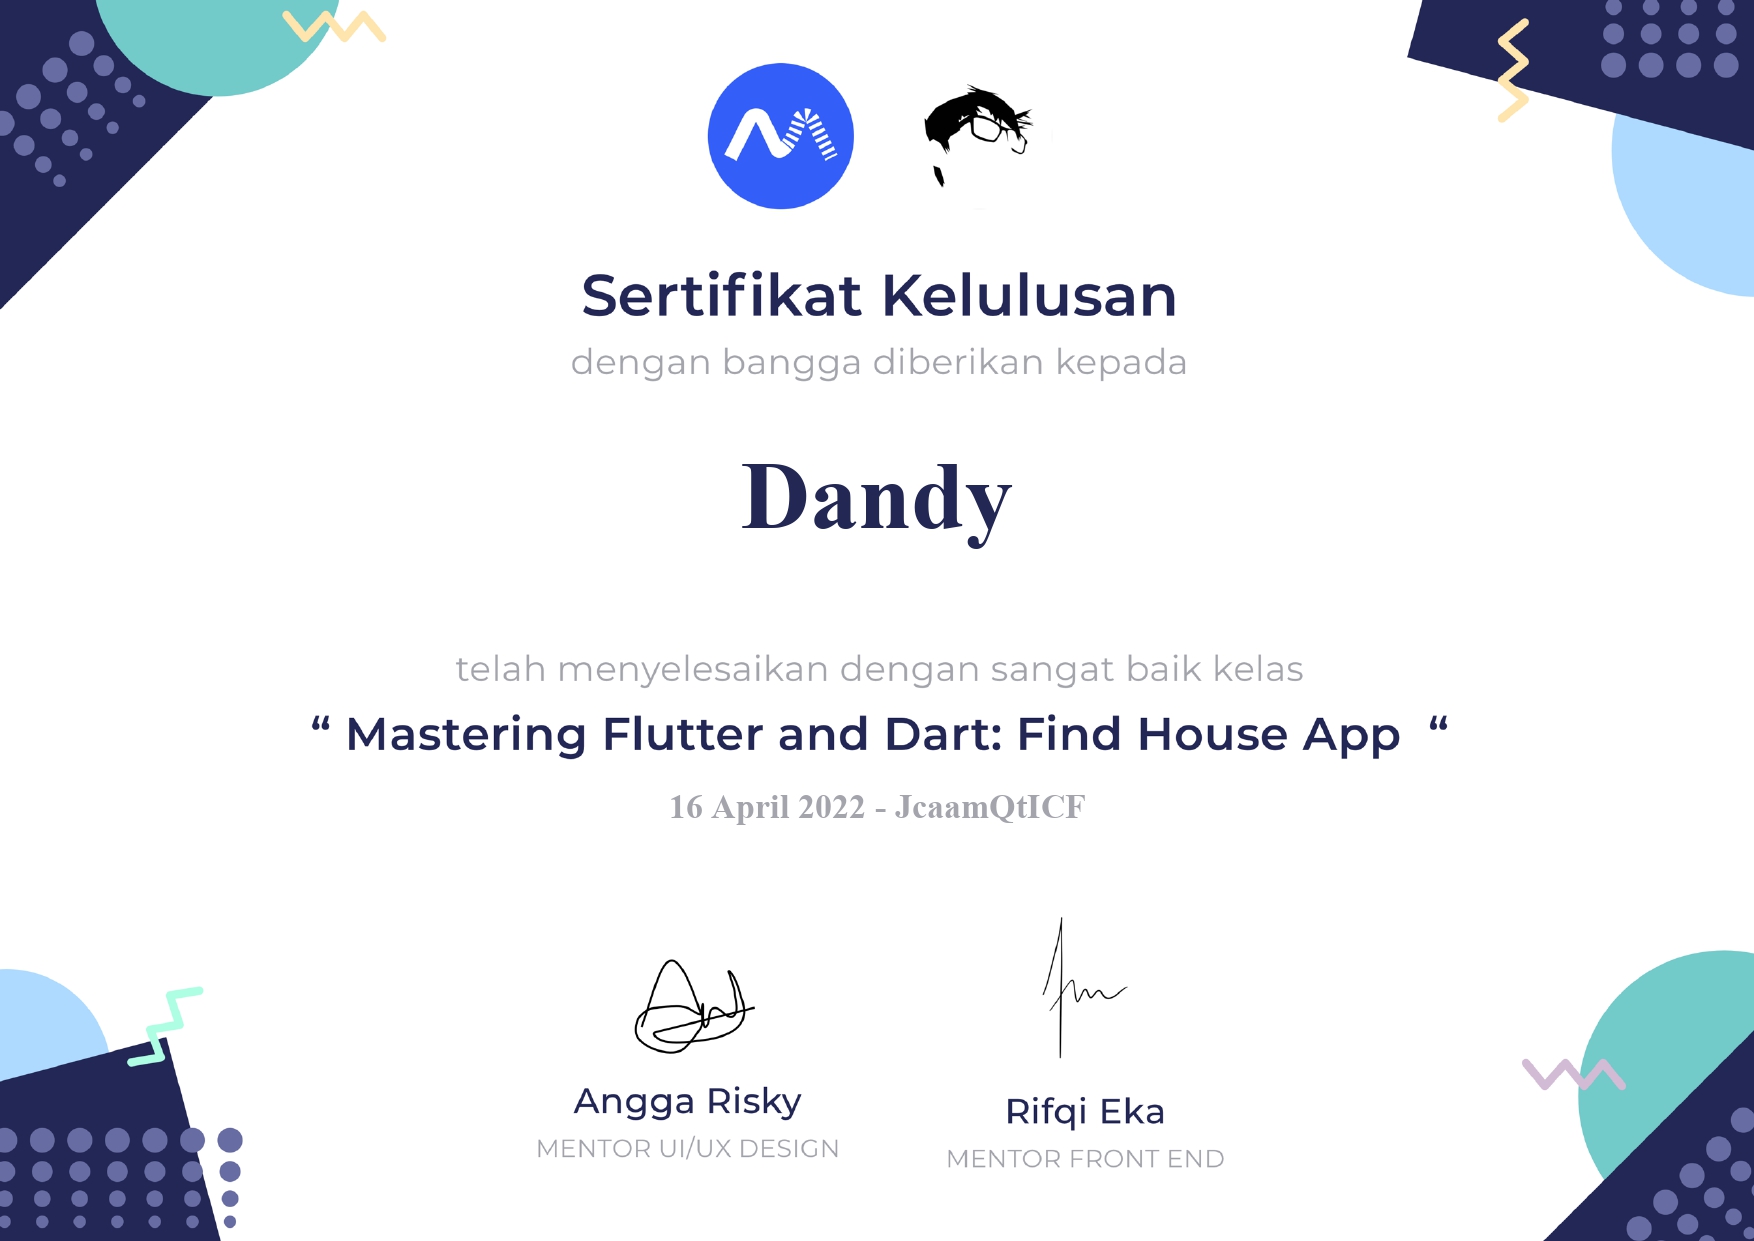 Sertifikat Kelulusan
dengan bangga diberikan kepada
Dandy
telah menyelesaikan dengan sangat baik kelas
“ Mastering Flutter and Dart: Find House App “
16 April 2022 - JcaamQtICF
Angga Risky
MENTOR UI/UX DESIGN
Rifqi Eka
MENTOR FRONT END